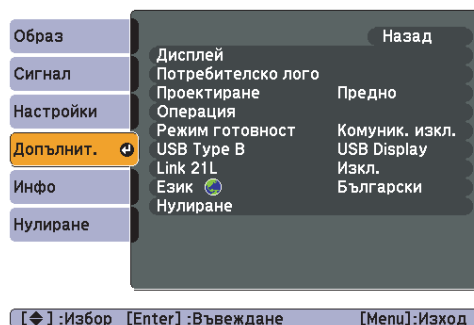 Образ
Сигнал
Настройки
Допълнит.
Инфо
Нулиране
Назад
Дисплей
Потребителско лого
Проектиране Предно
Операция
Режим готовност Комуник. изкл.
USB Type B USB Display
Link 21L Изкл.
Език Български
Нулиране
[ ] :Избор [Enter] :Въвеждане [Menu]:Изход